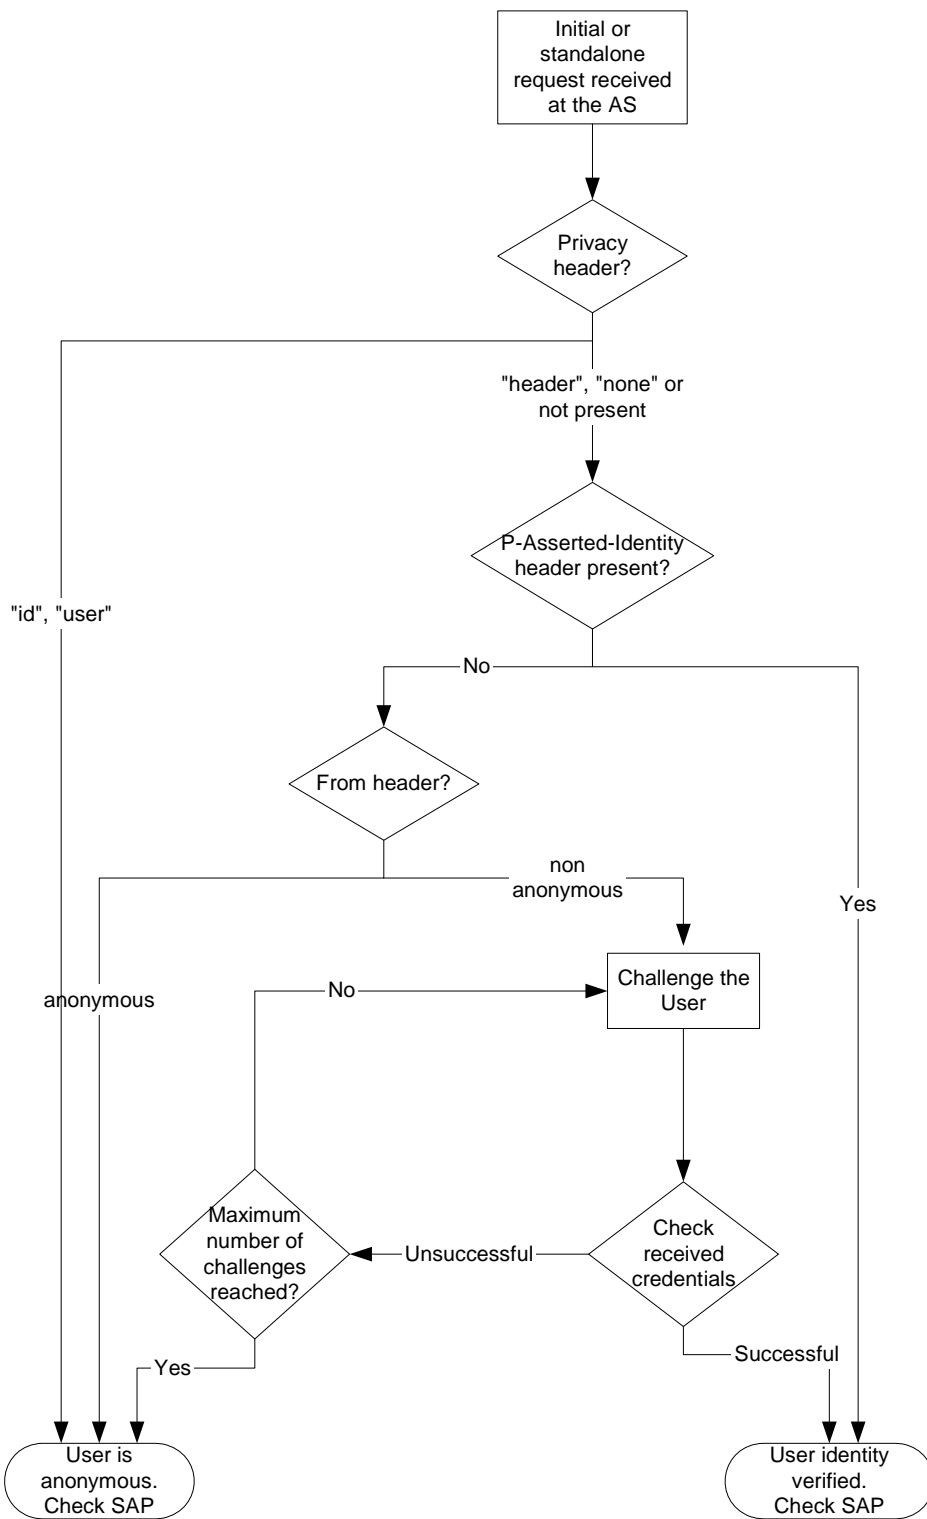 Initial or
standalone
request received
at the AS
Privacy
header?
"header", "none" or
not present
P-Asserted-Identity
header present?
"id", "user"
No
From header?
non
anonymous
Yes
anonymous
No
Challenge the
User
Maximum
number of
challenges
reached?
Unsuccessful
Check
received
credentials
Yes
Successful
User is
anonymous.
Check SAP
User identity
verified.
Check SAP